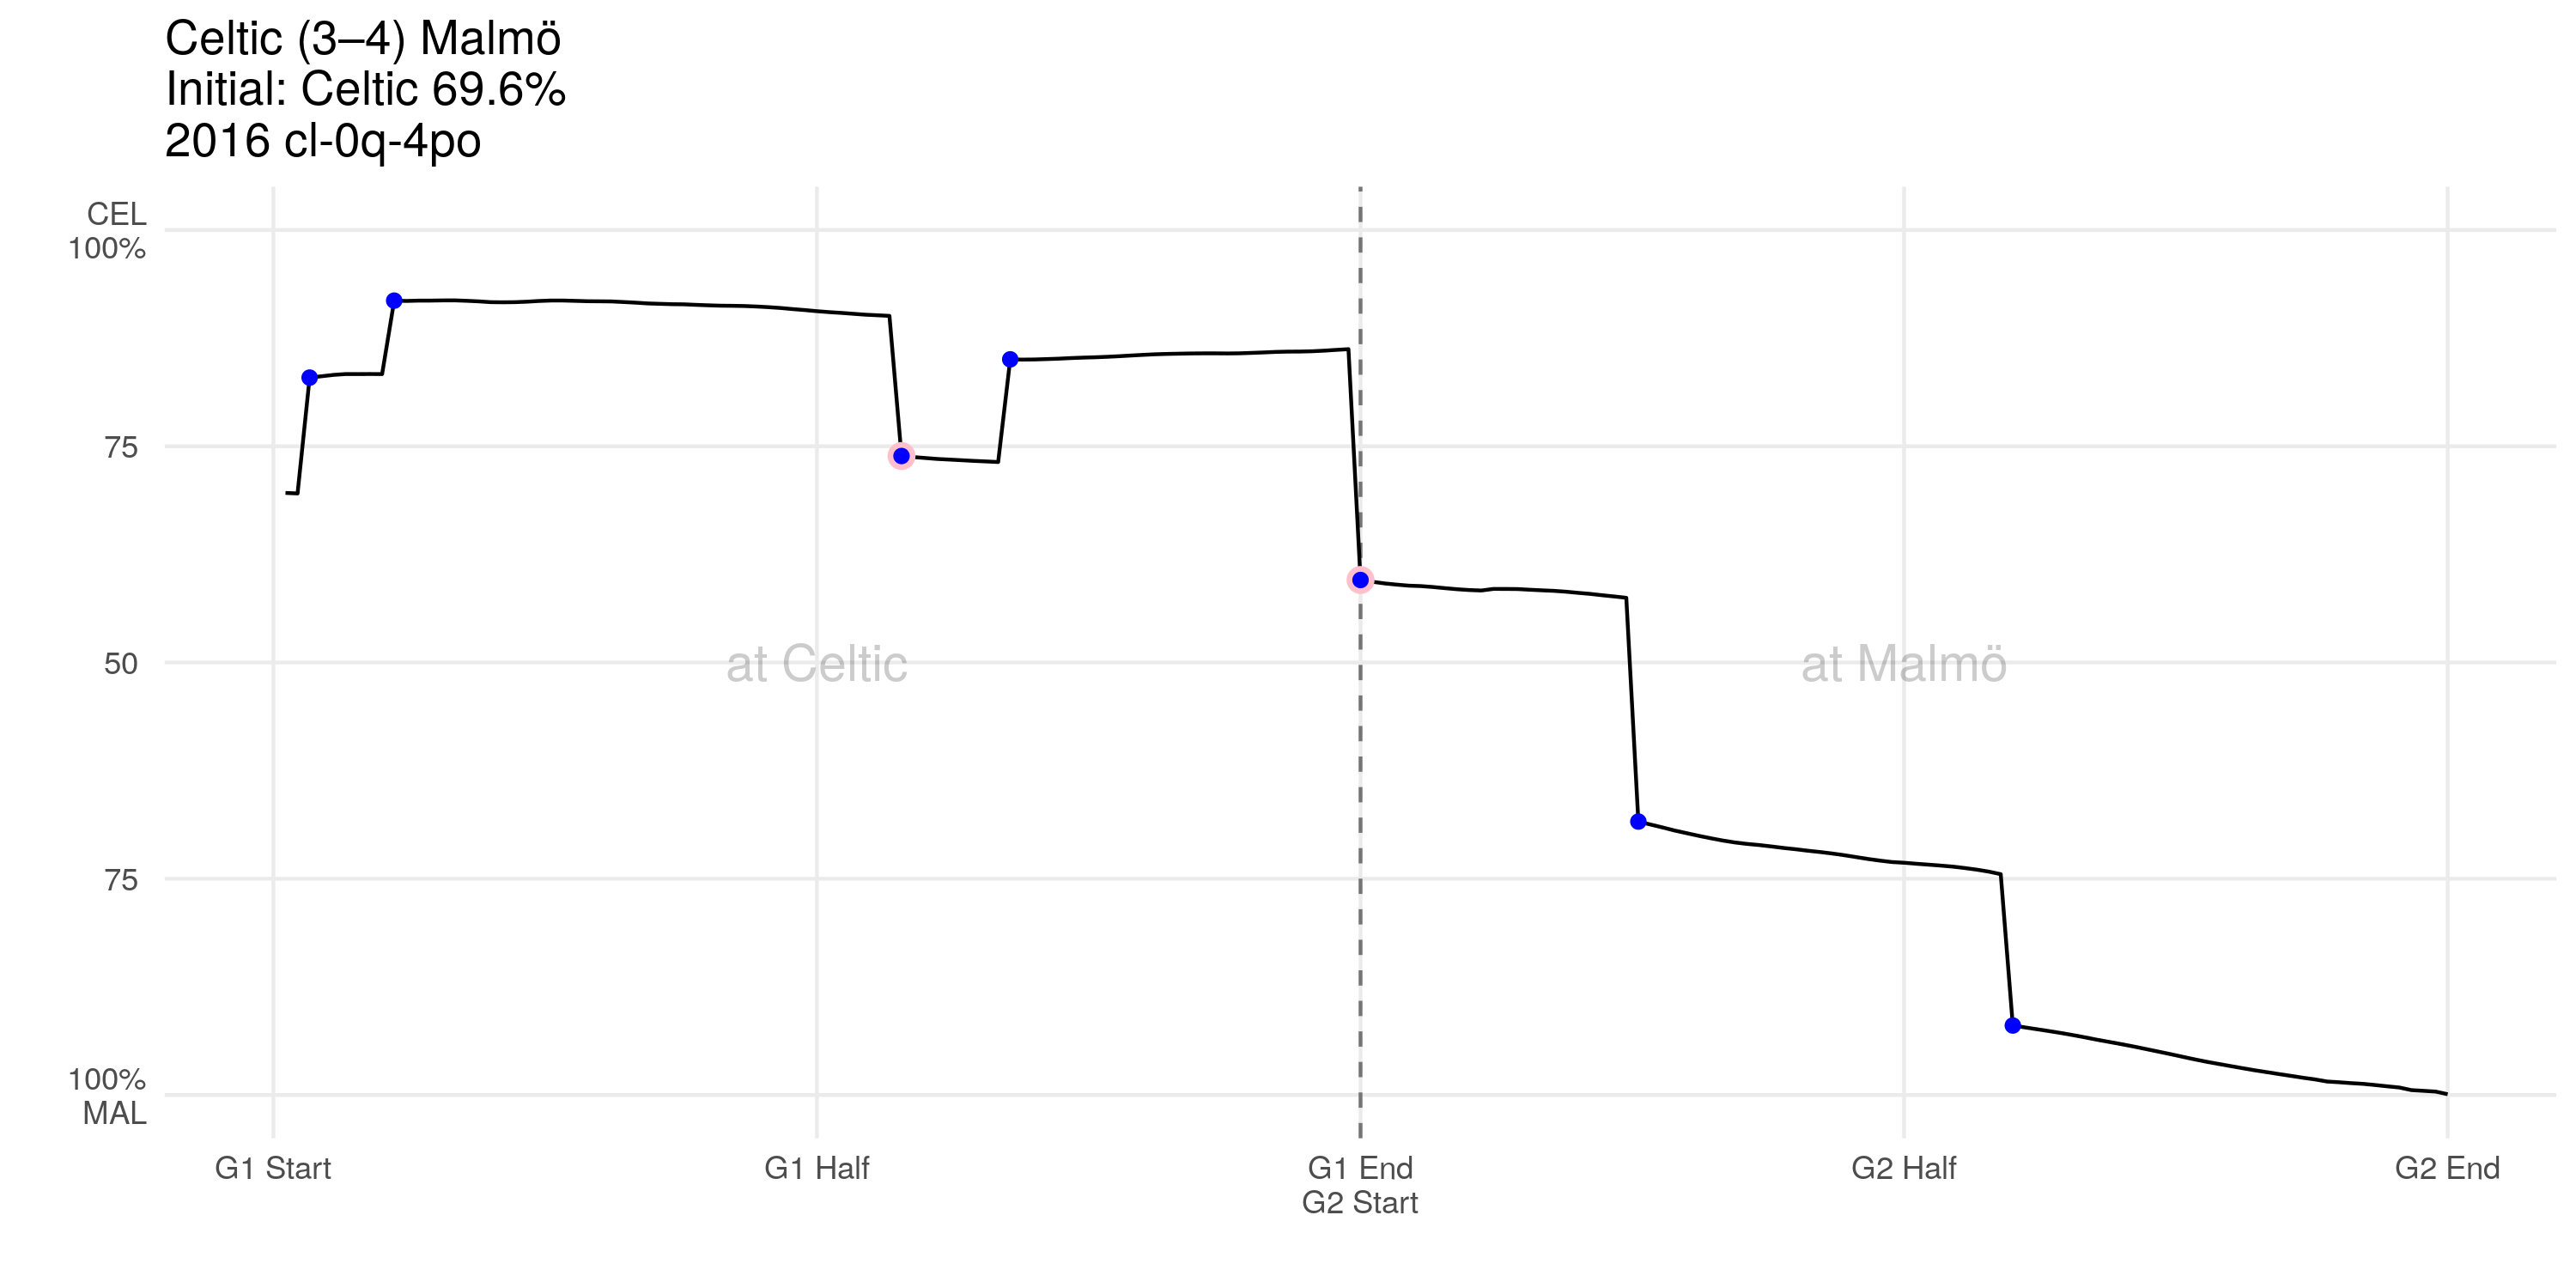 Celtic (3–4) Malmö
Initial: Celtic 69.6%
2016 cl-0q-4po
CEL
100%
75
50
75
100%
MAL
at Celtic
at Malmö
G1 Start
G1 Half
G1 End
G2 Start
G2 Half
G2 End